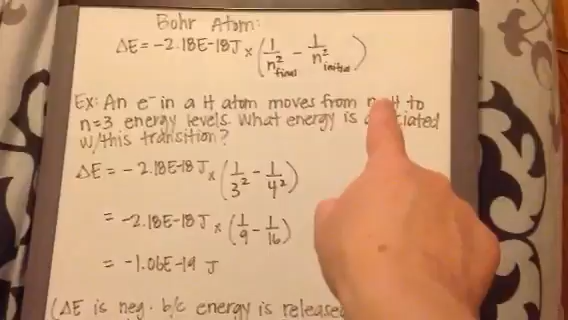 Bohr Atom:
ΔE = -2.18E-18J × (1/n²final - 1/n²initial)
Ex: An e⁻ in a H atom moves from to
n=3 energy levels. What energy is
w/this transition?
ΔE = -2.18E-18 J × (1/3² - 1/4²)
= -2.18E-18 J × (1/9 - 1/16)
= -1.06E-19 J
(ΔE is neg. b/c energy is released